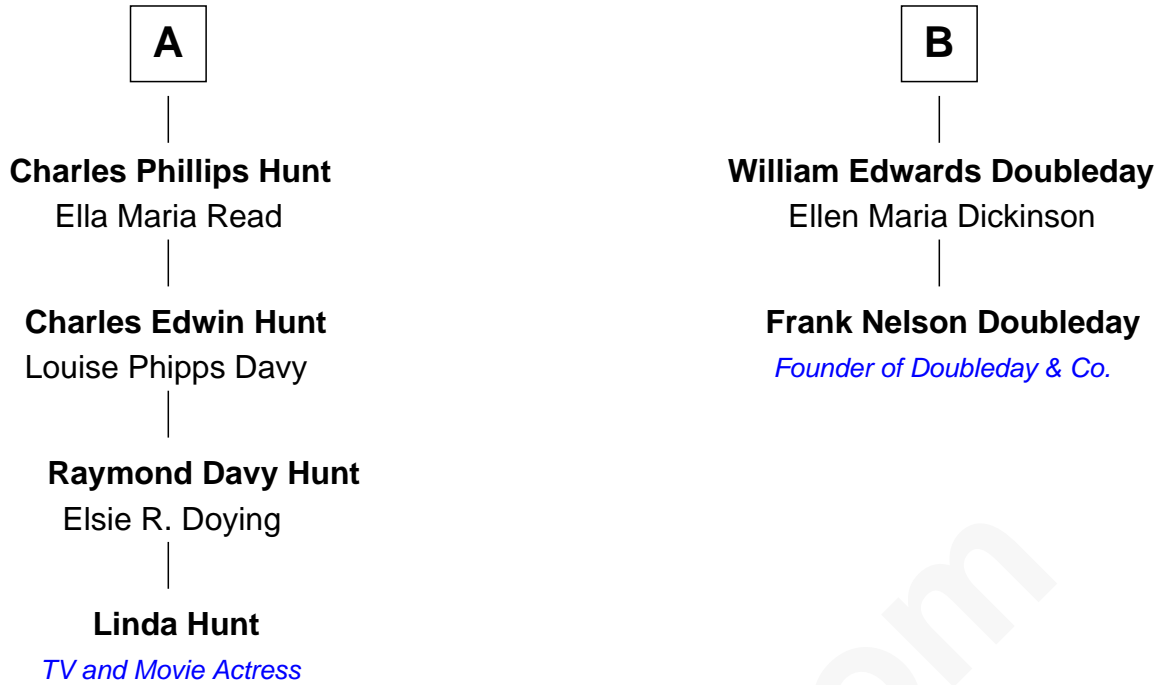 A
Charles Phillips Hunt
Ella Maria Read
Charles Edwin Hunt
Louise Phipps Davy
Raymond Davy Hunt
Elsie R. Doying
Linda Hunt
TV and Movie Actress
B
William Edwards Doubleday
Ellen Maria Dickinson
Frank Nelson Doubleday
Founder of Doubleday & Co.
om